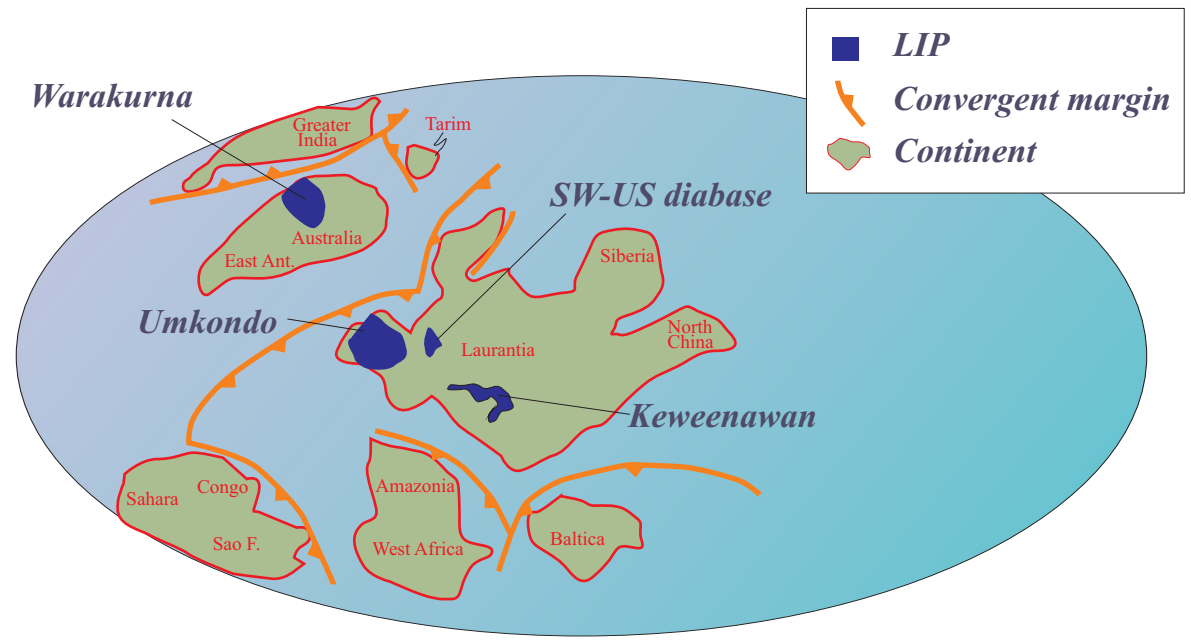 LIP
Convergent margin
Continent
Warakurna
Greater
India
Tarim
SW-US diabase
Australia
East Ant.
Siberia
Umkondo
Laurantia
North
China
Keweenawan
Sahara
Congo
Sao F.
Amazonia
West Africa
Baltica